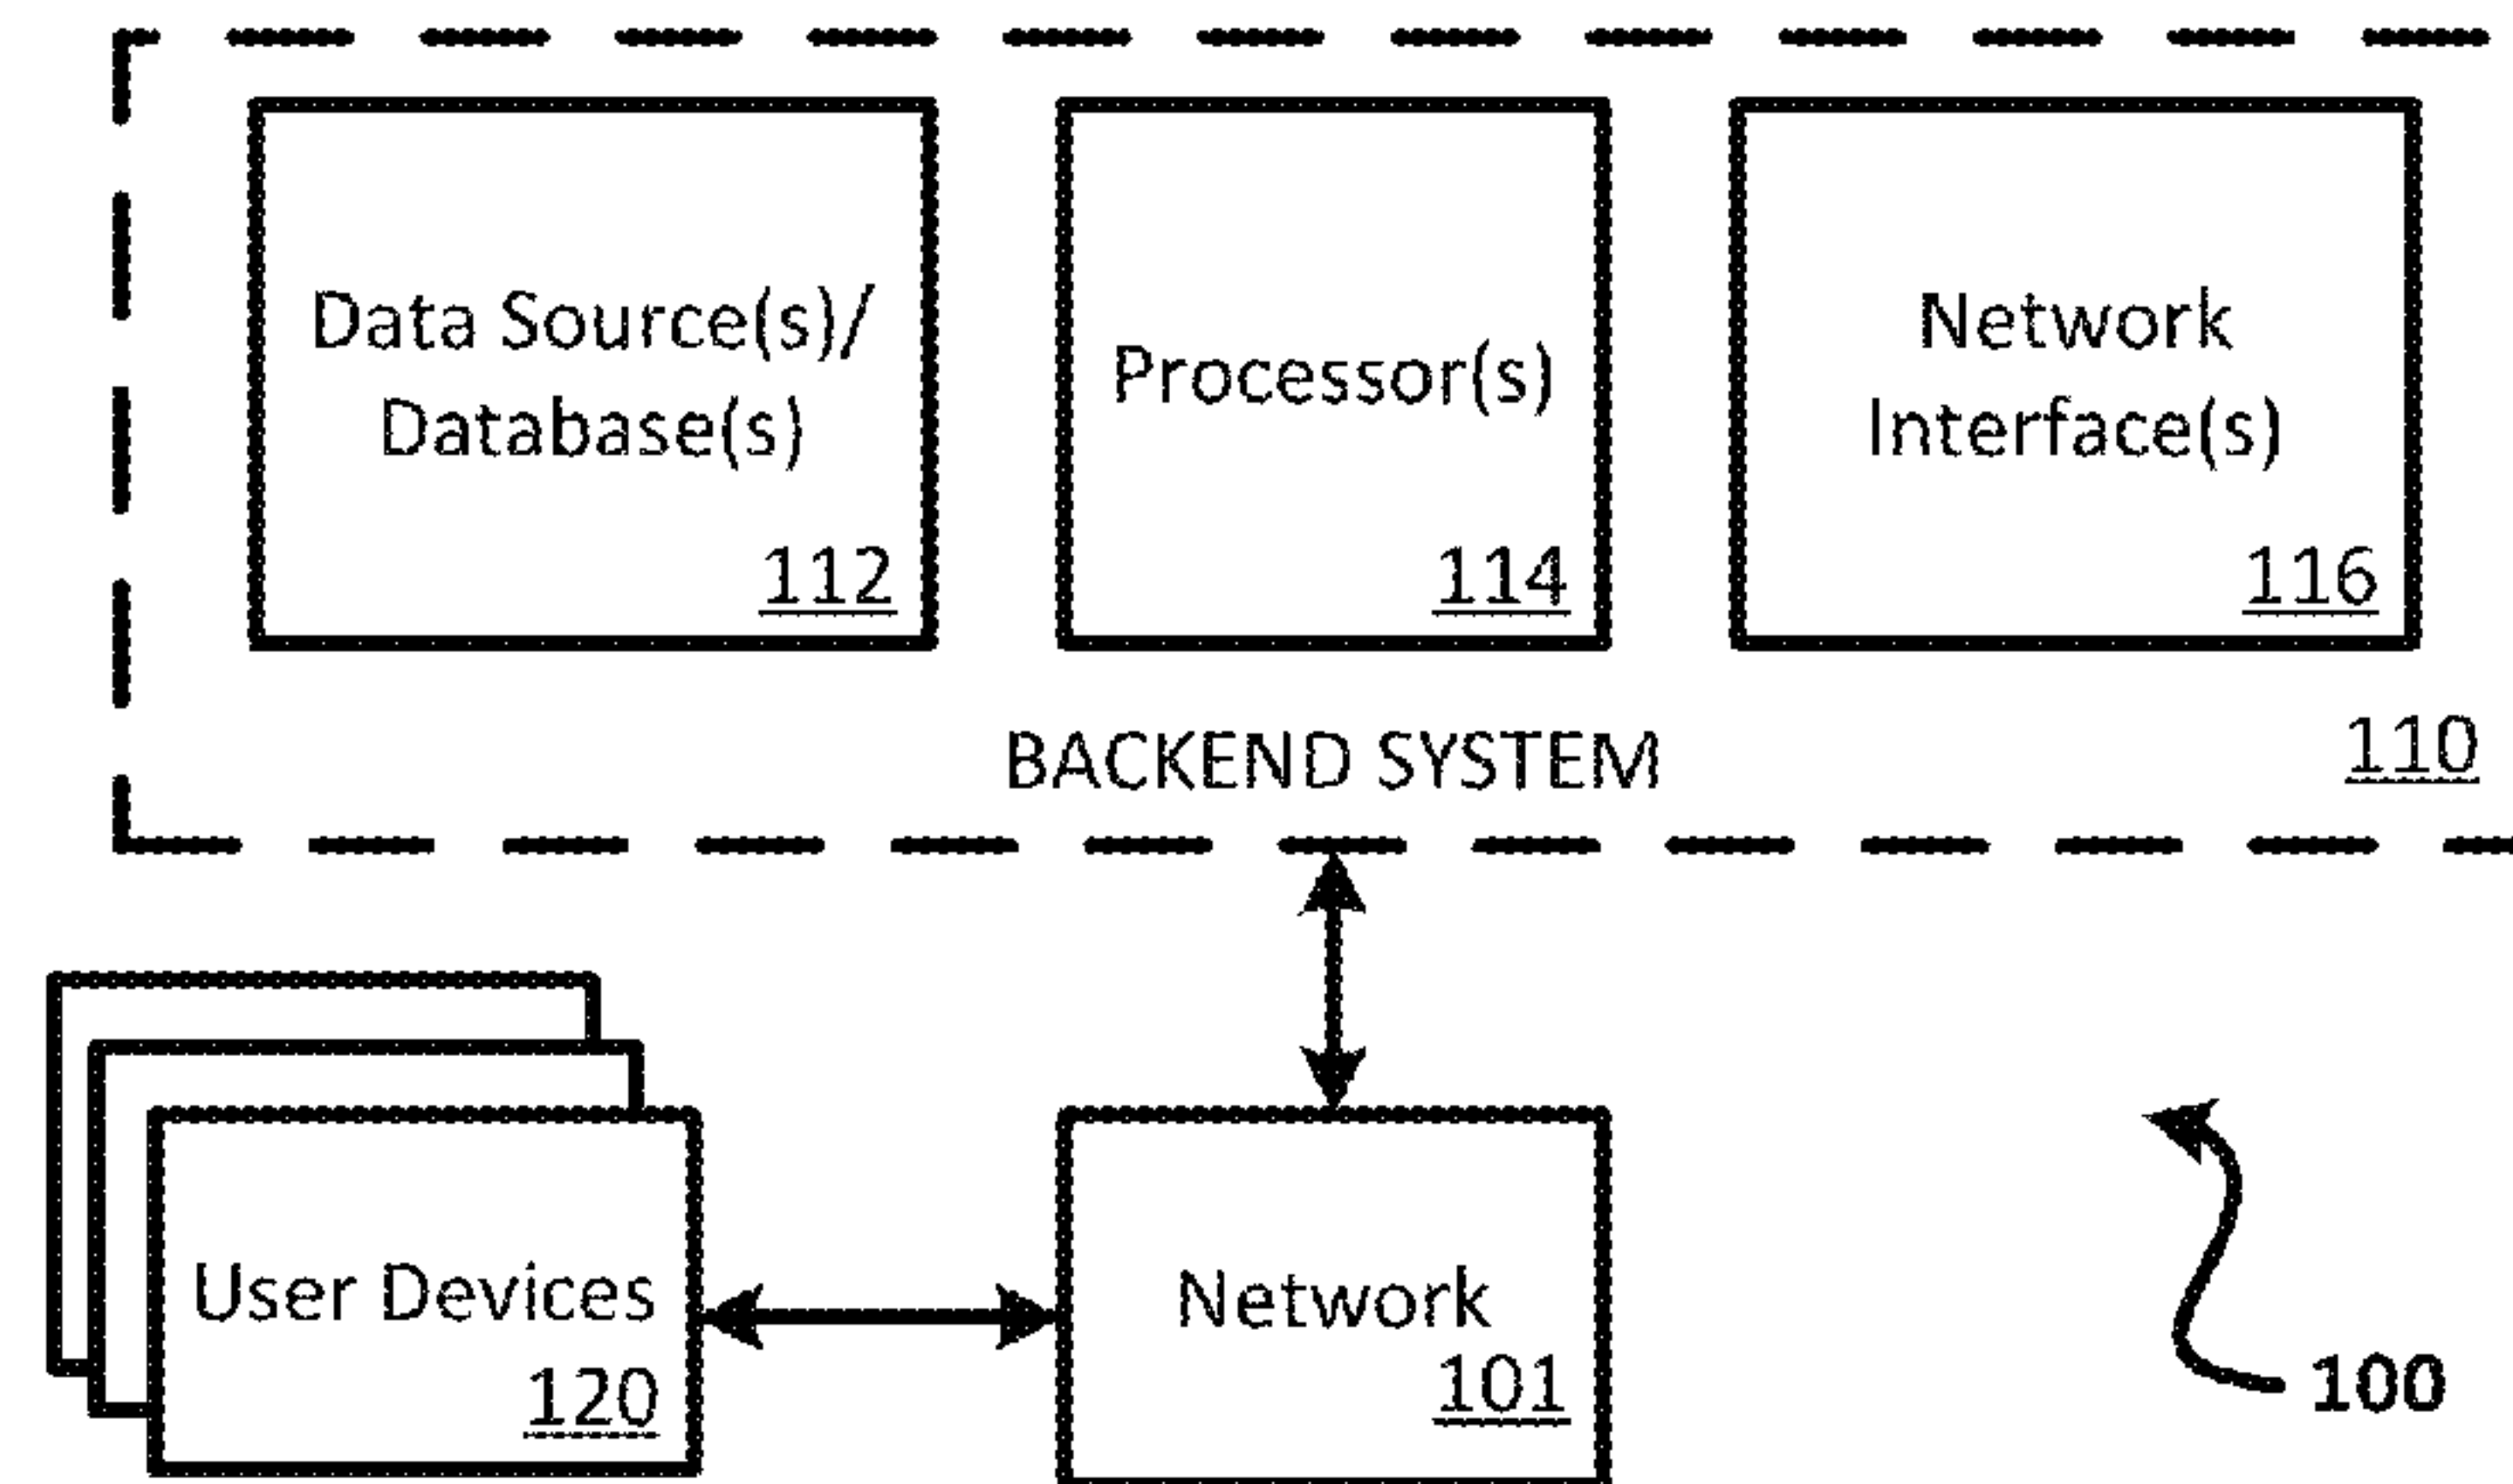 Data Source(s)/
Database(s)
112
Processor(s)
114
Network
Interface(s)
116
BACKEND SYSTEM
110
User Devices
120
Network
101
100